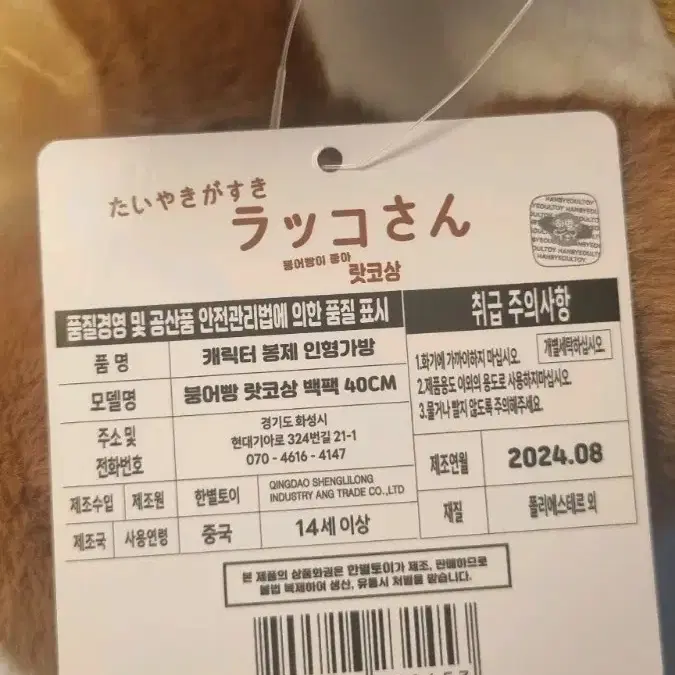 たいやきがすき
ラッコさん
붕어빵이 좋아
랏코상
HANBYEOULTOY
품질경영 및 공산품 안전관리법에 의한 품질 표시
품 명 캐릭터 봉제 인형가방
모델명 붕어빵 랏코상 백팩 40CM
주소 및 전화번호
경기도 화성시
현대기아로 324번길 21-1
070 - 4616 - 4147
제조수입 제조원 한별토이 QINGDAO SHENGLILONG
INDUSTRY ANG TRADE CO.,LTD
제조국 사용연령 중국 14세 이상
취급 주의사항
개별세탁하십시오.
1.화기에 가까이하지 마십시오.
2.제품용도 이외의 용도로 사용하지마십시오.
3.물거나 빨지 않도록 주의해주세요.
제조연월 2024.08
재질 폴리에스테르 외
본 제품의 상품화권은 한별토이가 제조, 판매하므로
불법 복제하여 생산, 유통시 처벌을 받습니다.